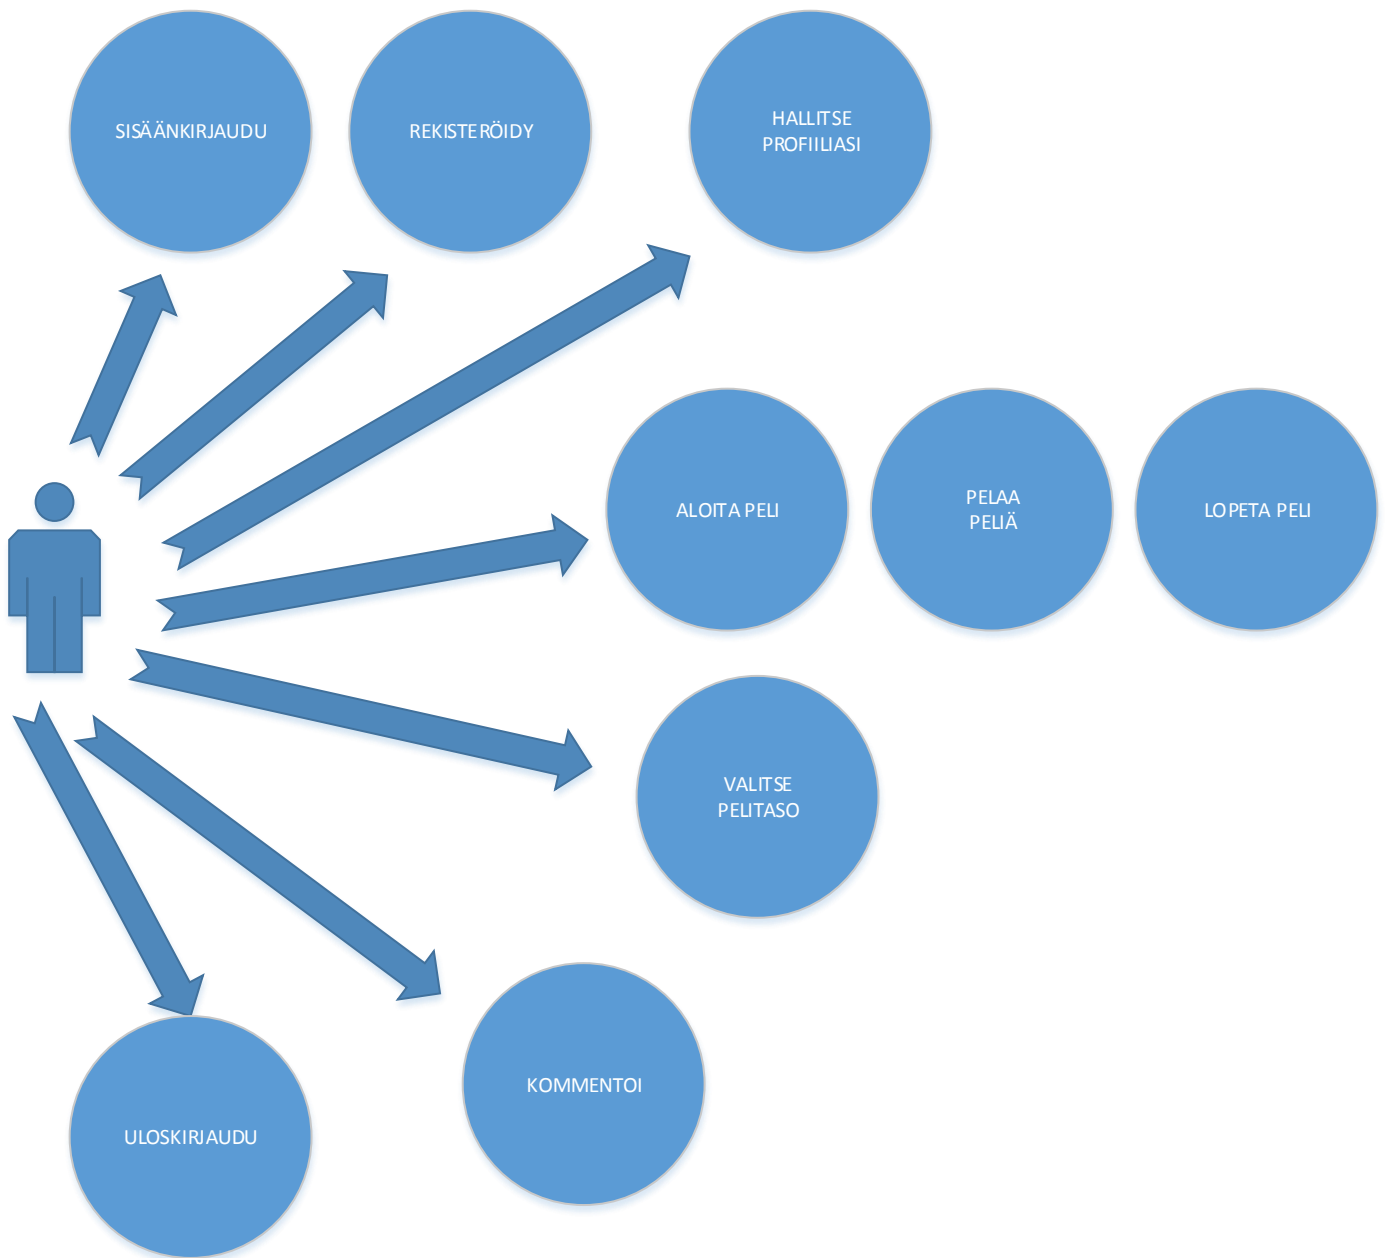 SISÄÄNKIRJAUDU
REKISTERÖIDY
HALLITSE
PROFIILIASI
ALOITA PELI
PELAA
PELIÄ
LOPETA PELI
VALITSE
PELITASO
KOMMENTOI
ULOSKIRJAUDU